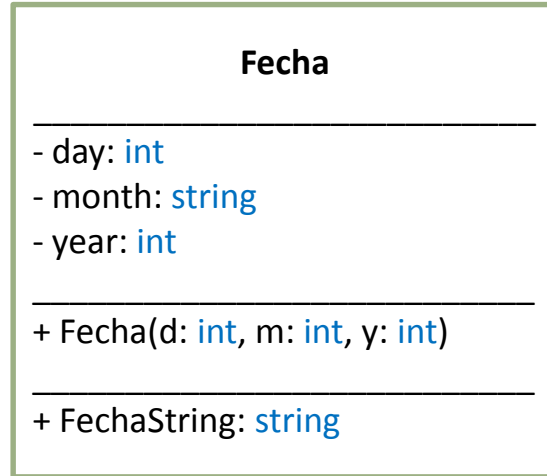 Fecha
- day: int
- month: string
- year: int
+ Fecha(d: int, m: int, y: int)
+ FechaString: string